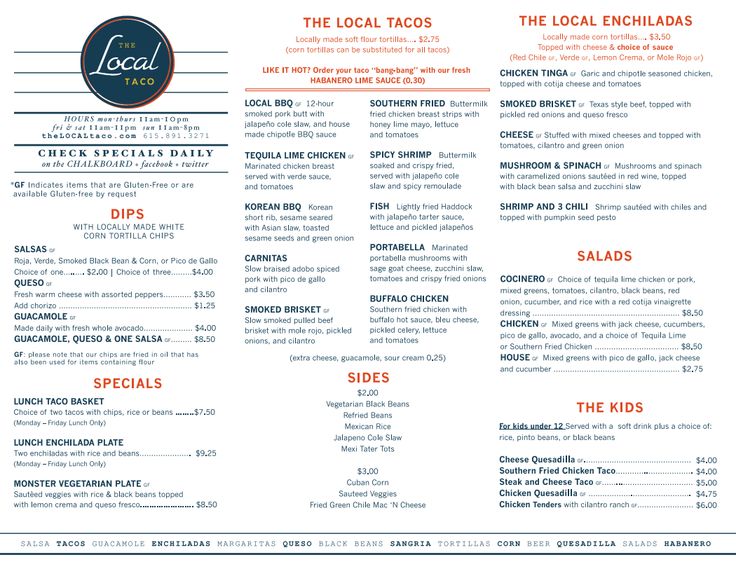 THE
Local
TACO
HOURS mon-thurs 11am-10pm
fri & sat 11am-11pm sun 11am-8pm
theLOCALtaco.com 615.891.3271
CHECK SPECIALS DAILY
on the CHALKBOARD + facebook + twitter
*GF Indicates items that are Gluten-Free or are
available Gluten-free by request
DIPS
WITH LOCALLY MADE WHITE
CORN TORTILLA CHIPS
SALSAS GF
Roja, Verde, Smoked Black Bean & Corn, or Pico de Gallo
Choice of one....... $2.00 | Choice of three.........$4.00
QUESO GF
Fresh warm cheese with assorted peppers............ $3.50
Add chorizo .................................................... $1.25
GUACAMOLE GF
Made daily with fresh whole avocado.................. $4.00
GUACAMOLE, QUESO & ONE SALSA GF........ $8.50
GF: please note that our chips are fried in oil that has
also been used for items containing flour
SPECIALS
LUNCH TACO BASKET
Choice of two tacos with chips, rice or beans ........$7.50
(Monday – Friday Lunch Only)
LUNCH ENCHILADA PLATE
Two enchiladas with rice and beans.................. $9.25
(Monday – Friday Lunch Only)
MONSTER VEGETARIAN PLATE GF
Sautéed veggies with rice & black beans topped
with lemon crema and queso fresco........................ $8.50
THE LOCAL TACOS
Locally made soft flour tortillas.... $2.75
(corn tortillas can be substituted for all tacos)
LIKE IT HOT? Order your taco "bang-bang" with our fresh
HABANERO LIME SAUCE (0.30)
LOCAL BBQ GF 12-hour
smoked pork butt with
jalapeño cole slaw, and house
made chipotle BBQ sauce
TEQUILA LIME CHICKEN GF
Marinated chicken breast
served with verde sauce,
and tomatoes
KOREAN BBQ Korean
short rib, sesame seared
with Asian slaw, toasted
sesame seeds and green onion
CARNITAS
Slow braised adobo spiced
pork with pico de gallo
and cilantro
SMOKED BRISKET GF
Slow smoked pulled beef
brisket with mole rojo, pickled
onions, and cilantro
SOUTHERN FRIED Buttermilk
fried chicken breast strips with
honey lime mayo, lettuce
and tomatoes
SPICY SHRIMP Buttermilk
soaked and crispy fried,
served with jalapeño cole
slaw and spicy remoulade
FISH Lightly fried Haddock
with jalapeño tarter sauce,
lettuce and pickled jalapeños
PORTABELLA Marinated
portabella mushrooms with
sage goat cheese, zucchini slaw,
tomatoes and crispy fried onions
BUFFALO CHICKEN
Southern fried chicken with
buffalo hot sauce, bleu cheese,
pickled celery, lettuce
and tomatoes
(extra cheese, guacamole, sour cream 0.25)
SIDES
$2.00
Vegetarian Black Beans
Refried Beans
Mexican Rice
Jalapeno Cole Slaw
Mexi Tater Tots
$3.00
Cuban Corn
Sauteed Veggies
Fried Green Chile Mac 'N Cheese
THE LOCAL ENCHILADAS
Locally made corn tortillas.... $3.50
Topped with cheese & choice of sauce
(Red Chile GF, Verde GF, Lemon Crema, or Mole Rojo GF)
CHICKEN TINGA GF Garic and chipotle seasoned chicken,
topped with cotija cheese and tomatoes
SMOKED BRISKET GF Texas style beef, topped with
pickled red onions and queso fresco
CHEESE GF Stuffed with mixed cheeses and topped with
tomatoes, cilantro and green onion
MUSHROOM & SPINACH GF Mushrooms and spinach
with caramelized onions sautéed in red wine, topped
with black bean salsa and zucchini slaw
SHRIMP AND 3 CHILI Shrimp sautéed with chiles and
topped with pumpkin seed pesto
SALADS
COCINERO GF Choice of tequila lime chicken or pork,
mixed greens, tomatoes, cilantro, black beans, red
onion, cucumber, and rice with a red cotija vinaigrette
dressing .................................................... $8.50
CHICKEN GF Mixed greens with jack cheese, cucumbers,
pico de gallo, avocado, and a choice of Tequila Lime
or Southern Fried Chicken .............................. $8.50
HOUSE GF Mixed greens with pico de gallo, jack cheese
and cucumber ........................................ $2.75
THE KIDS
For kids under 12 Served with a soft drink plus a choice of:
rice, pinto beans, or black beans
Cheese Quesadilla GF.................................... $4.00
Southern Fried Chicken Taco........................... $4.00
Steak and Cheese Taco GF.............................. $5.00
Chicken Quesadilla GF .................................. $4.75
Chicken Tenders with cilantro ranch GF................ $6.00
SALSA TACOS GUACAMOLE ENCHILADAS MARGARITAS QUESO BLACK BEANS SANGRIA TORTILLAS CORN BEER QUESADILLA SALADS HABANERO